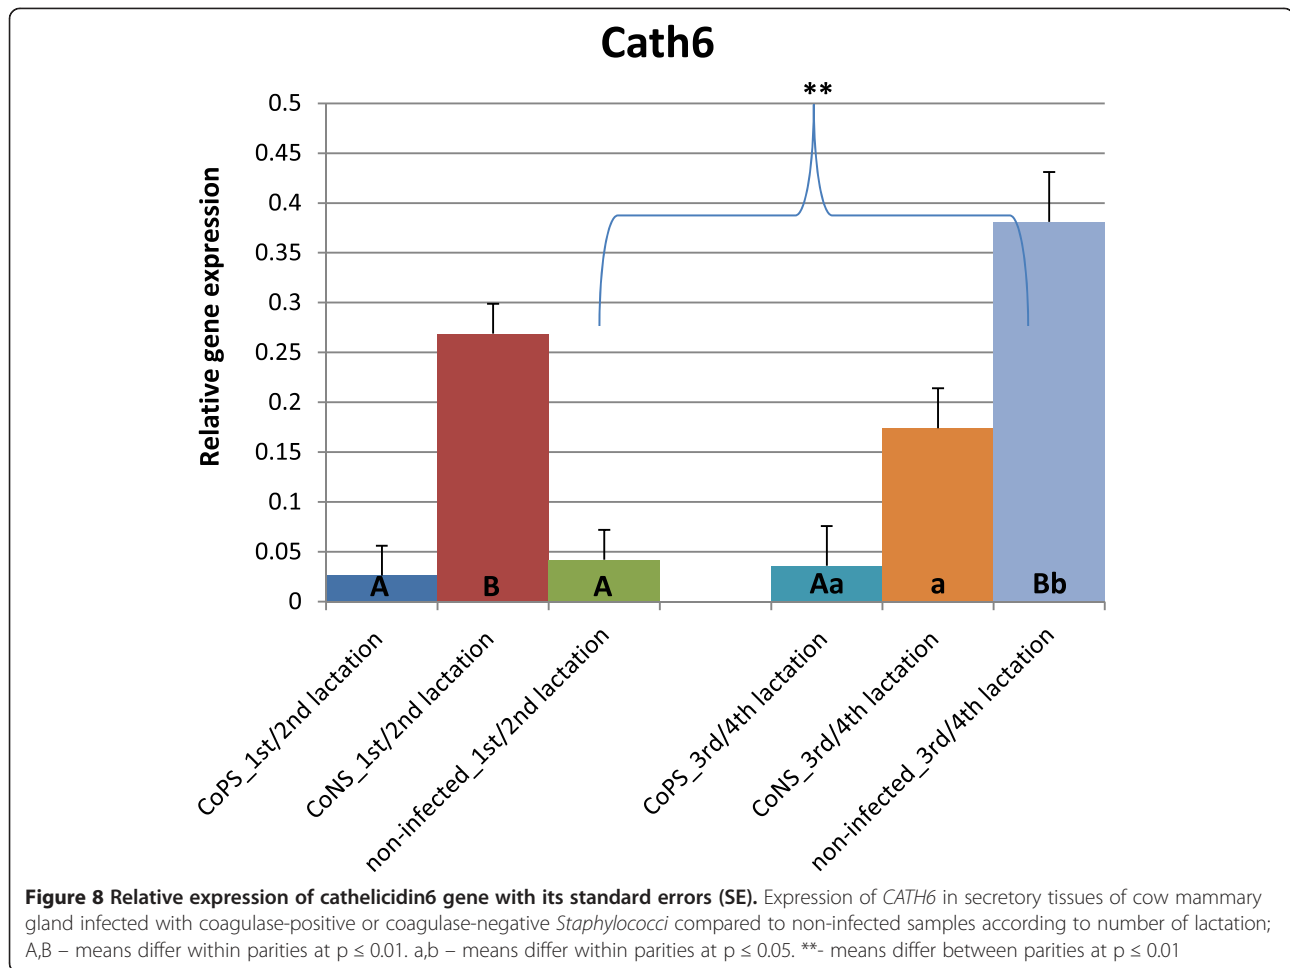 Cath6
**
0.5
0.45
0.4
0.35
0.3
0.25
0.2
0.15
0.1
0.05
0
Relative gene expression
A B A Aa a Bb
CoPS_1st/2nd lactation
CoNS_1st/2nd lactation
non-infected_1st/2nd lactation
CoPS_3rd/4th lactation
CoNS_3rd/4th lactation
non-infected_3rd/4th lactation
Figure 8 Relative expression of cathelicidin6 gene with its standard errors (SE). Expression of CATH6 in secretory tissues of cow mammary
gland infected with coagulase-positive or coagulase-negative Staphylococci compared to non-infected samples according to number of lactation;
A,B – means differ within parities at p ≤ 0.01. a,b – means differ within parities at p ≤ 0.05. **- means differ between parities at p ≤ 0.01